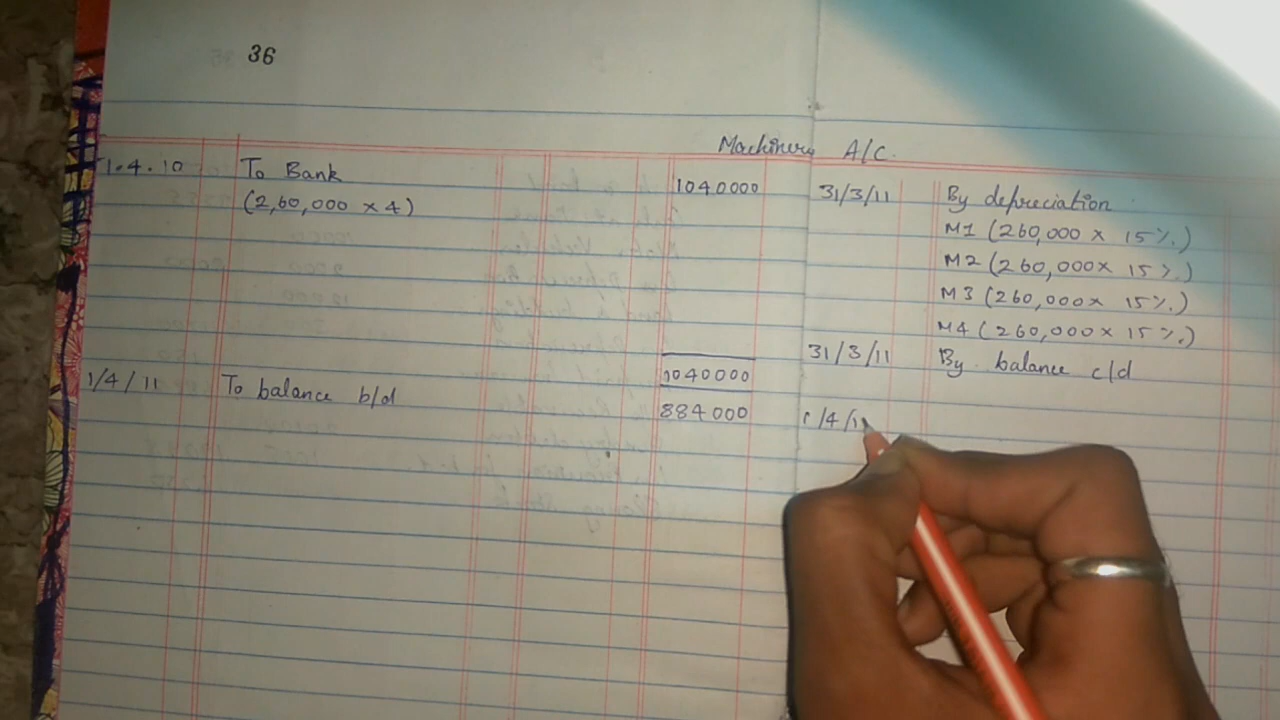 36
Machinery A/C.
1.4.10 To Bank 1040000 31/3/11 By depreciation
(2,60,000 × 4) M1 (260,000 × 15%.)
M2 (260,000× 15%.)
M3 (260,000× 15%.)
M4 (260,000 × 15%.)
31/3/11 By balance c/d
1040000
1/4/11 To balance b/d 884000 1/4/1